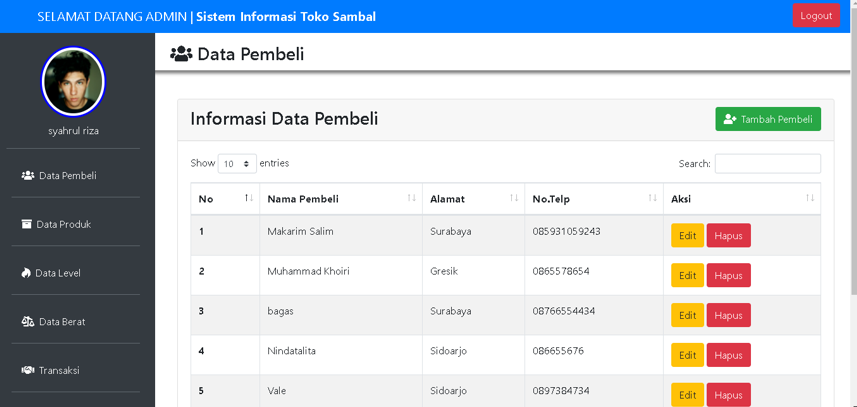 SELAMAT DATANG ADMIN | Sistem Informasi Toko Sambal
Logout
syahrul riza
Data Pembeli
Data Produk
Data Level
Data Berat
Transaksi
Data Pembeli
Informasi Data Pembeli
Tambah Pembeli
Show 10 entries
Search:
No Nama Pembeli Alamat No.Telp Aksi
1 Makarim Salim Surabaya 085931059243 Edit Hapus
2 Muhammad Khoiri Gresik 0865578654 Edit Hapus
3 bagas Surabaya 08766554434 Edit Hapus
4 Nindatalita Sidoarjo 086655676 Edit Hapus
5 Vale Sidoarjo 0897384734 Edit Hapus